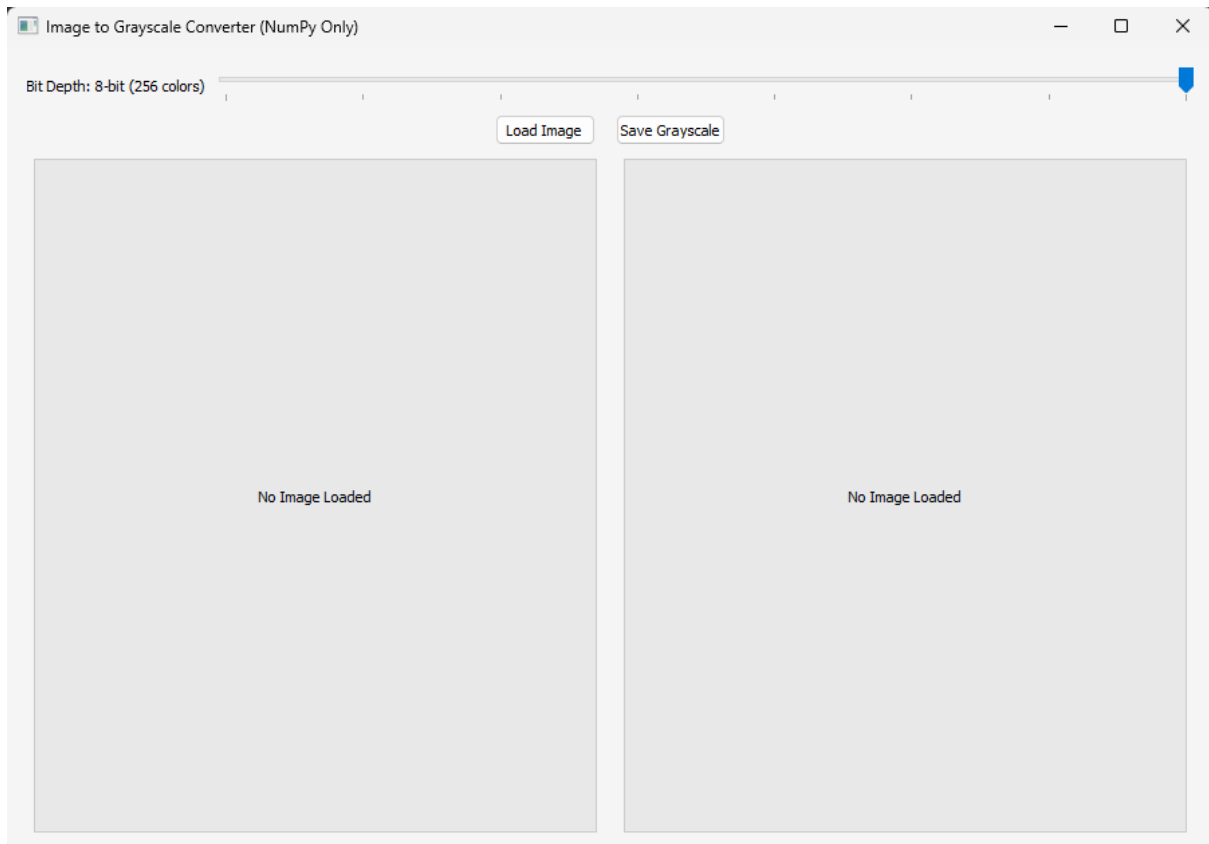 Image to Grayscale Converter (NumPy Only)
Bit Depth: 8-bit (256 colors)
Load Image
Save Grayscale
No Image Loaded
No Image Loaded